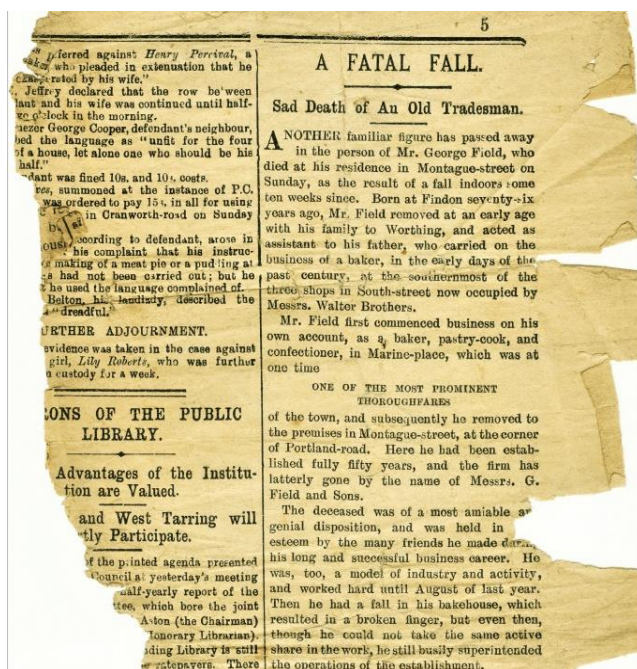 5
ferred against Henry Percival, a
who pleaded in extenuation that he
rated by his wife."
Jeffrey declared that the row be'ween
ant and his wife was continued until half-
o'clock in the morning.
nezer George Cooper, defendant's neighbour,
bed the language as "unfit for the four
of a house, let alone one who should be his
half."
dant was fined 10s. and 10s. costs.
summoned at the instance of P.C.
was ordered to pay 15s. in all for using
in Cranworth-road on Sunday
according to defendant, arose in
his complaint that his instruc-
making of a meat pie or a pudding at
s had not been carried out; but he
he used the language complained of.
Belton, his landlady, described the
"dreadful."
URTHER ADJOURNMENT.
evidence was taken in the case against
girl, Lily Roberts, who was further
custody for a week.
ONS OF THE PUBLIC
LIBRARY.
Advantages of the Institu-
tion are Valued.
and West Tarring will
tly Participate.
of the printed agenda presented
Council at yesterday's meeting
half-yearly report of the
tee, which bore the joint
Aston (the Chairman)
Honorary Librarian).
ding Library is still
ratepayers. There
A FATAL FALL.
Sad Death of An Old Tradesman.
ANOTHER familiar figure has passed away
in the person of Mr. George Field, who
died at his residence in Montague-street on
Sunday, as the result of a fall indoors some
ten weeks since. Born at Findon seventy-six
years ago, Mr. Field removed at an early age
with his family to Worthing, and acted as
assistant to his father, who carried on the
business of a baker, in the early days of the
past century, at the southernmost of the
three shops in South-street now occupied by
Messrs. Walter Brothers.
Mr. Field first commenced business on his
own account, as a baker, pastry-cook, and
confectioner, in Marine-place, which was at
one time
ONE OF THE MOST PROMINENT
THOROUGHFARES
of the town, and subsequently he removed to
the premises in Montague-street, at the corner
of Portland-road. Here he had been estab-
lished fully fifty years, and the firm has
latterly gone by the name of Messrs. G.
Field and Sons.
The deceased was of a most amiable an
genial disposition, and was held in
esteem by the many friends he made
his long and successful business career. He
was, too, a model of industry and activity,
and worked hard until August of last year.
Then he had a fall in his bakehouse, which
resulted in a broken finger, but even then,
though he could not take the same active
share in the work, he still busily superintended
the operations of the establishment.